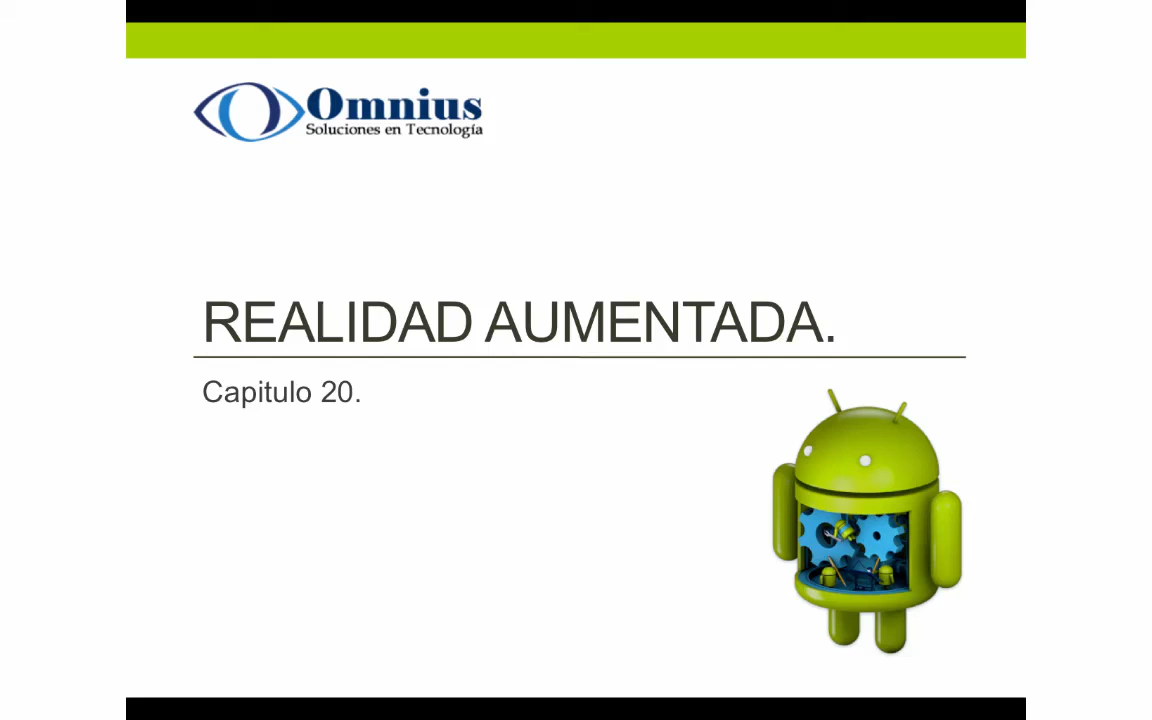 Omnius
Soluciones en Tecnología
REALIDAD AUMENTADA.
Capitulo 20.